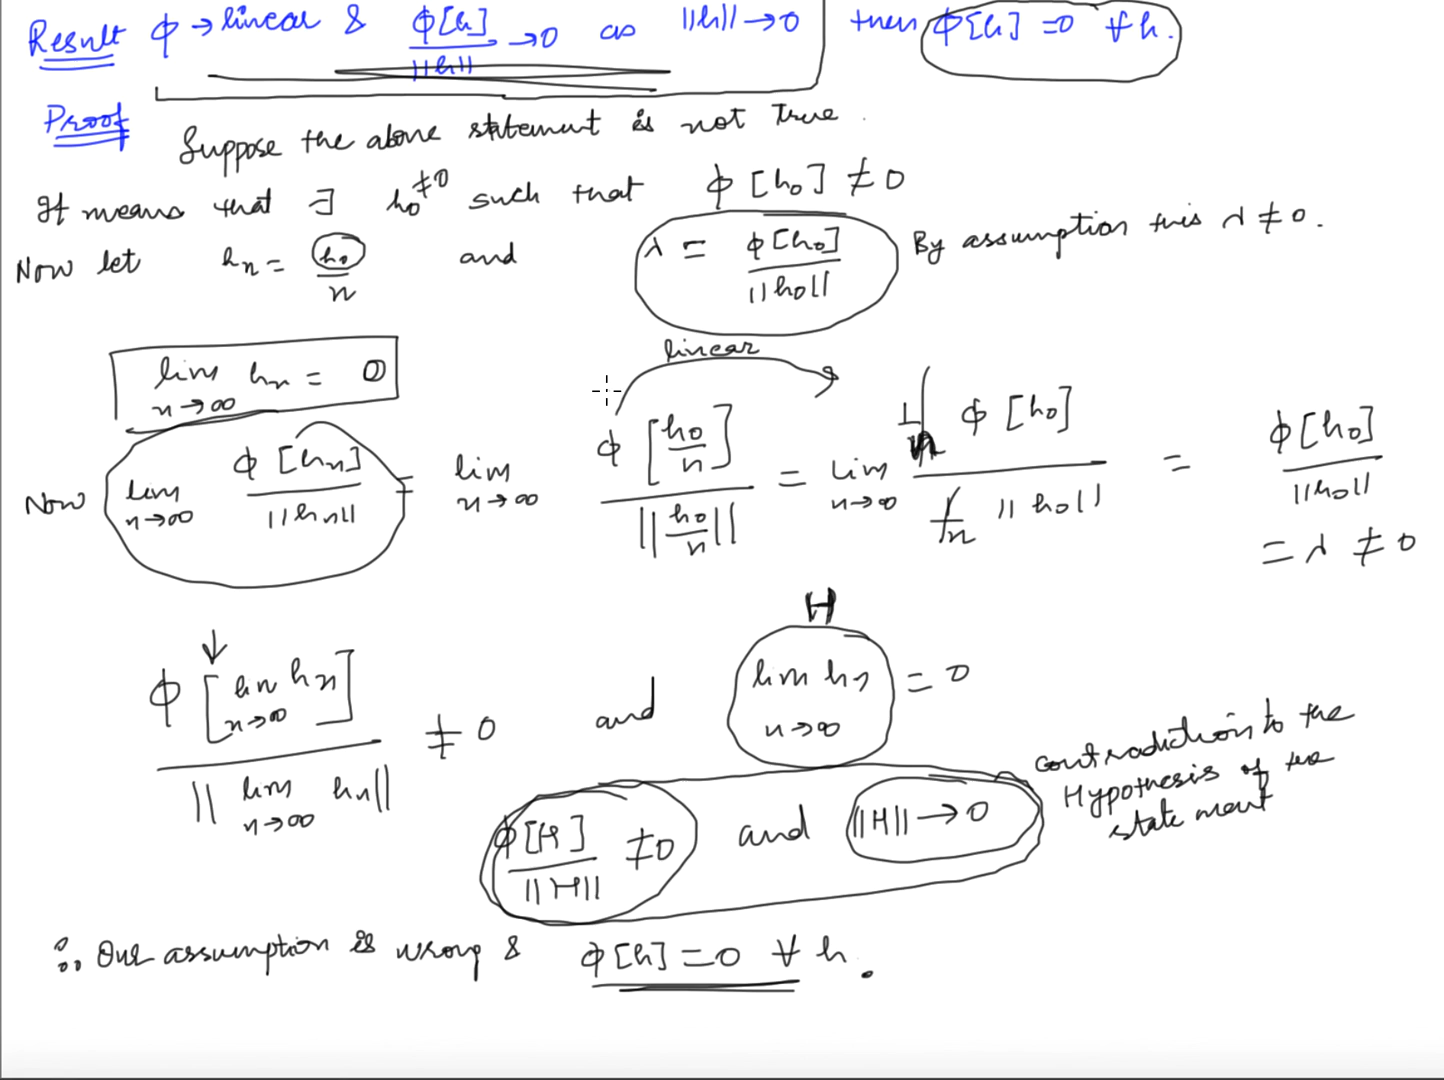 Result ϕ → linear & ϕ[h]/||h|| → 0 as ||h|| → 0 then ϕ[h] = 0 ∀ h.
Proof Suppose the above statement is not true.
It means that ∃ h₀ ≠0 such that ϕ[h₀] ≠ 0
Now let hₙ = h₀/n and λ = ϕ[h₀]/||h₀|| By assumption this λ ≠ 0.
lim n→∞ hₙ = 0
linear
Now lim n→∞ ϕ[hₙ]/||hₙ|| = lim n→∞ ϕ[h₀/n]/||h₀/n|| = lim n→∞ 1/n ϕ[h₀] / 1/n ||h₀|| = ϕ[h₀]/||h₀||
= λ ≠ 0
H
ϕ[lim n→∞ hₙ]/||lim n→∞ hₙ|| ≠ 0 and lim n→∞ hₙ = 0
ϕ[H]/||H|| ≠ 0 and ||H|| → 0
contradiction to the
Hypothesis of the
statement
∴ Our assumption is wrong & ϕ[h] = 0 ∀ h.